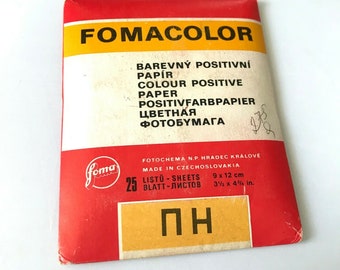 FOMACOLOR
BAREVNÝ POSITIVNÍ
PAPÍR
COLOUR POSITIVE
PAPER
POSITIVFARBPAPIER
ЦВЕТНАЯ
ФОТОБУМАГА
foma
FOTOCHEMA N.P. HRADEC KRÁLOVÉ
MADE IN CZECHOSLOVAKIA
25 LISTŮ - SHEETS 9 x 12 cm
BLATT - ЛИСТОВ 3½ x 4¾ in.
ПН